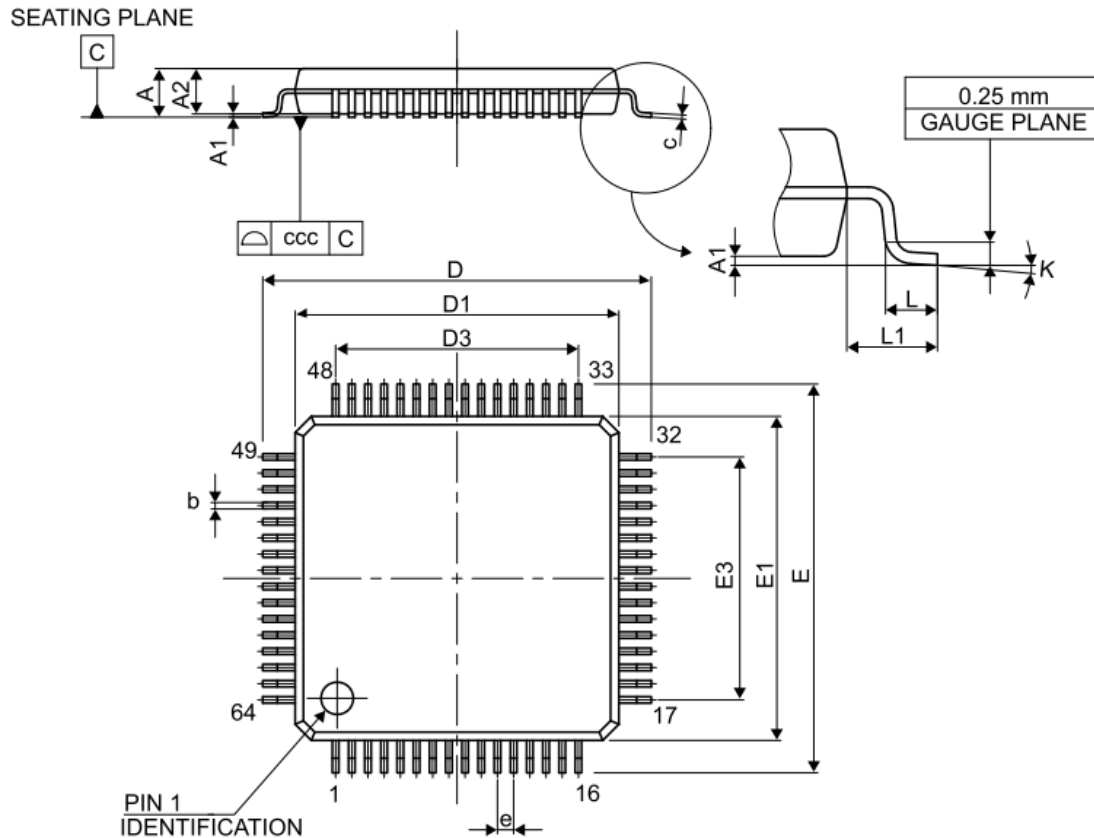 SEATING PLANE
C
A
A2
A1
c
0.25 mm
GAUGE PLANE
ccc C
A1
K
L
L1
D
D1
D3
48
33
49
32
b
E3
E1
E
64
17
1
16
e
PIN 1
IDENTIFICATION